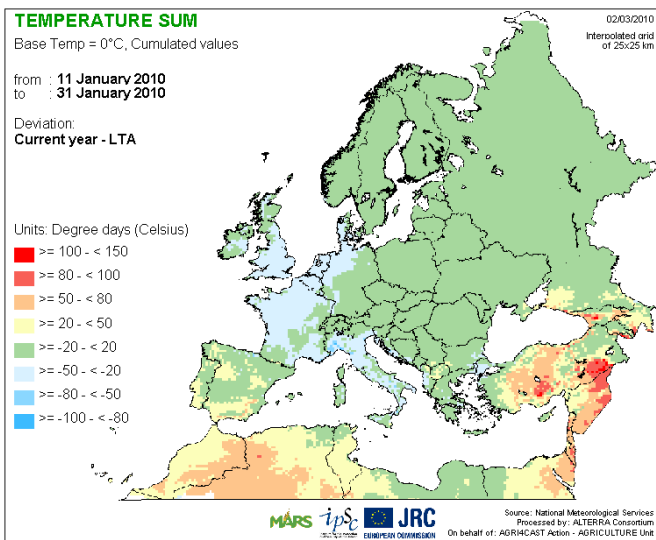 TEMPERATURE SUM
Base Temp = 0°C, Cumulated values
from : 11 January 2010
to : 31 January 2010
Deviation:
Current year - LTA
02/03/2010
Interpolated grid
of 25x25 km
Units: Degree days (Celsius)
>= 100 - < 150
>= 80 - < 100
>= 50 - < 80
>= 20 - < 50
>= -20 - < 20
>= -50 - < -20
>= -80 - < -50
>= -100 - < -80
MARS
ipsc
JRC
EUROPEAN COMMISSION
Source: National Meteorological Services
Processed by: ALTERRA Consortium
On behalf of: AGRI4CAST Action - AGRICULTURE Unit